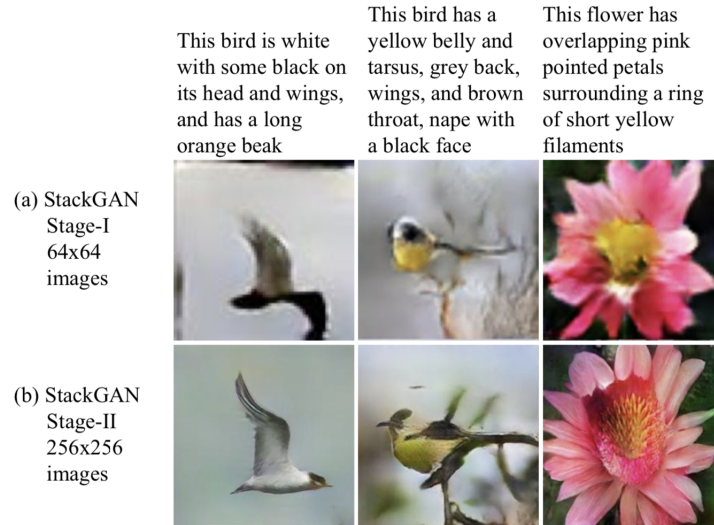 This bird is white
with some black on
its head and wings,
and has a long
orange beak
This bird has a
yellow belly and
tarsus, grey back,
wings, and brown
throat, nape with
a black face
This flower has
overlapping pink
pointed petals
surrounding a ring
of short yellow
filaments
(a) StackGAN
Stage-I
64x64
images
(b) StackGAN
Stage-II
256x256
images